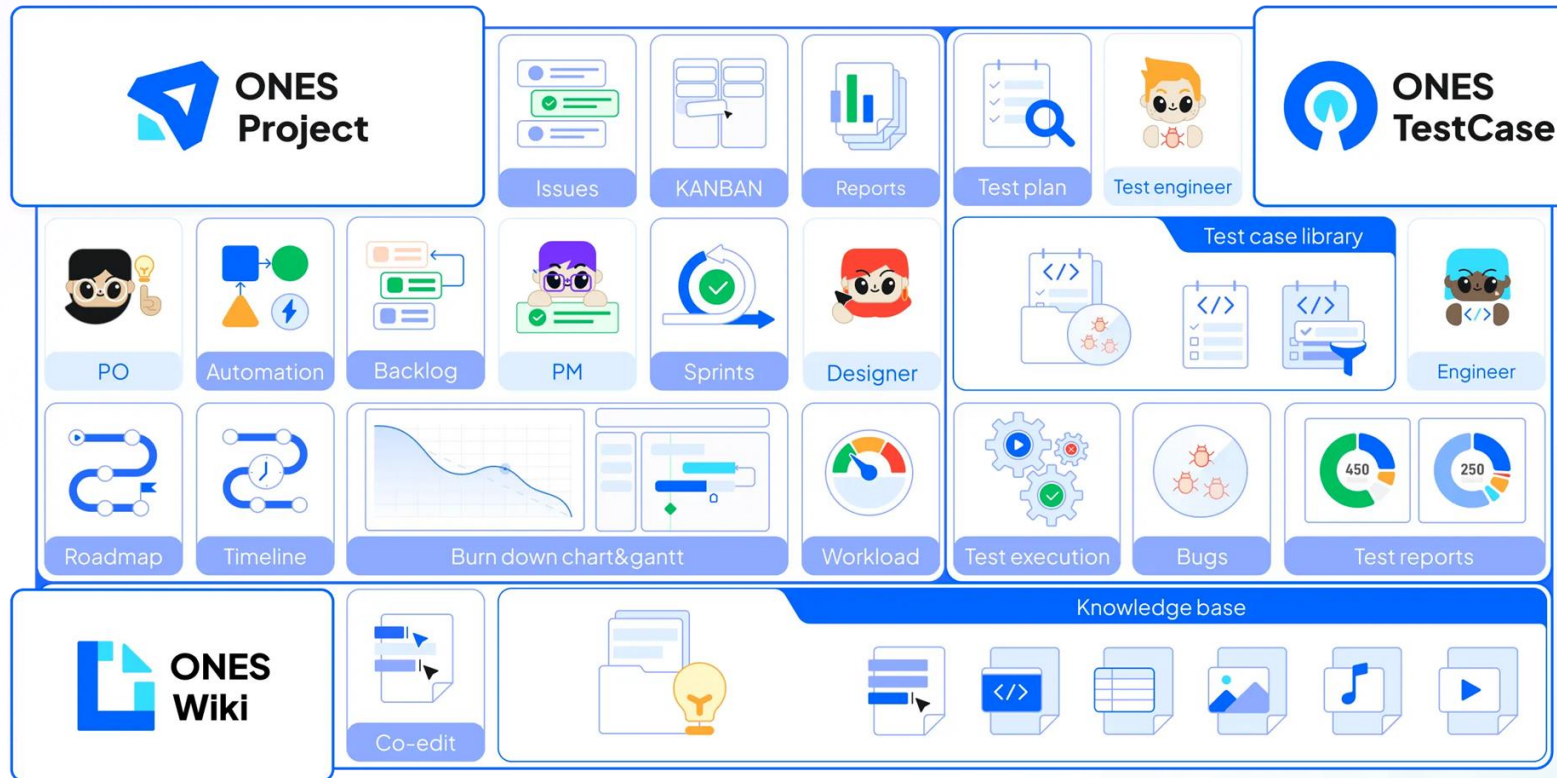 ONES
Project
Issues
KANBAN
Reports
Test plan
Test engineer
ONES
TestCase
PO
Automation
Backlog
PM
Sprints
Designer
Test case library
</>
</>
</>
</>
Engineer
Roadmap
Timeline
Burn down chart&gantt
Workload
Test execution
Bugs
450
250
Test reports
ONES
Wiki
Co-edit
Knowledge base
</>